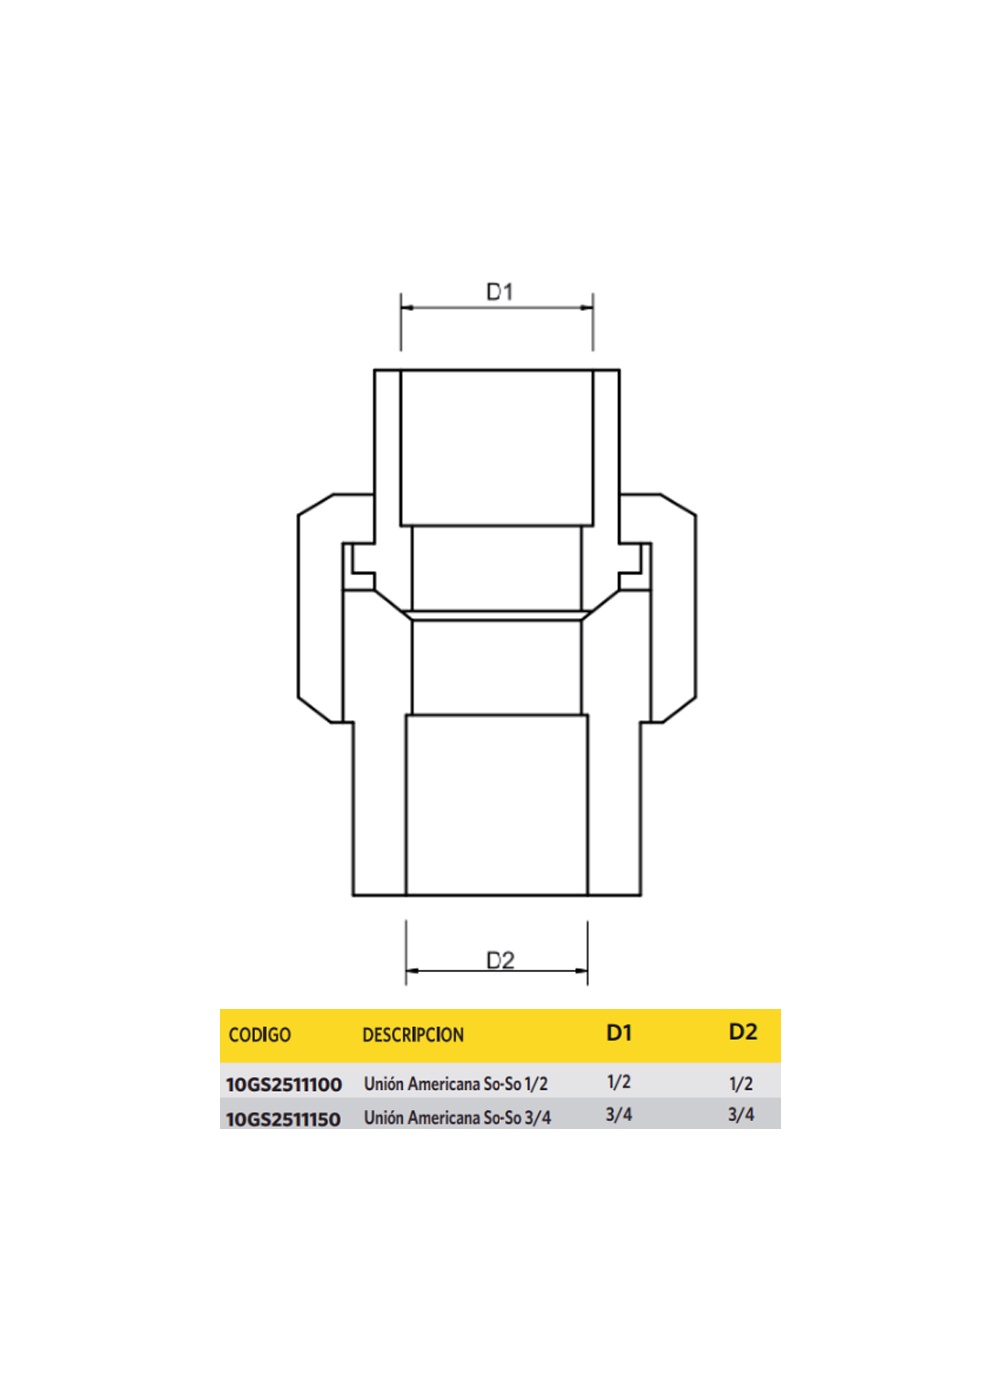 D1
D2
CODIGO DESCRIPCION D1 D2
10GS2511100 Unión Americana So-So 1/2 1/2 1/2
10GS2511150 Unión Americana So-So 3/4 3/4 3/4